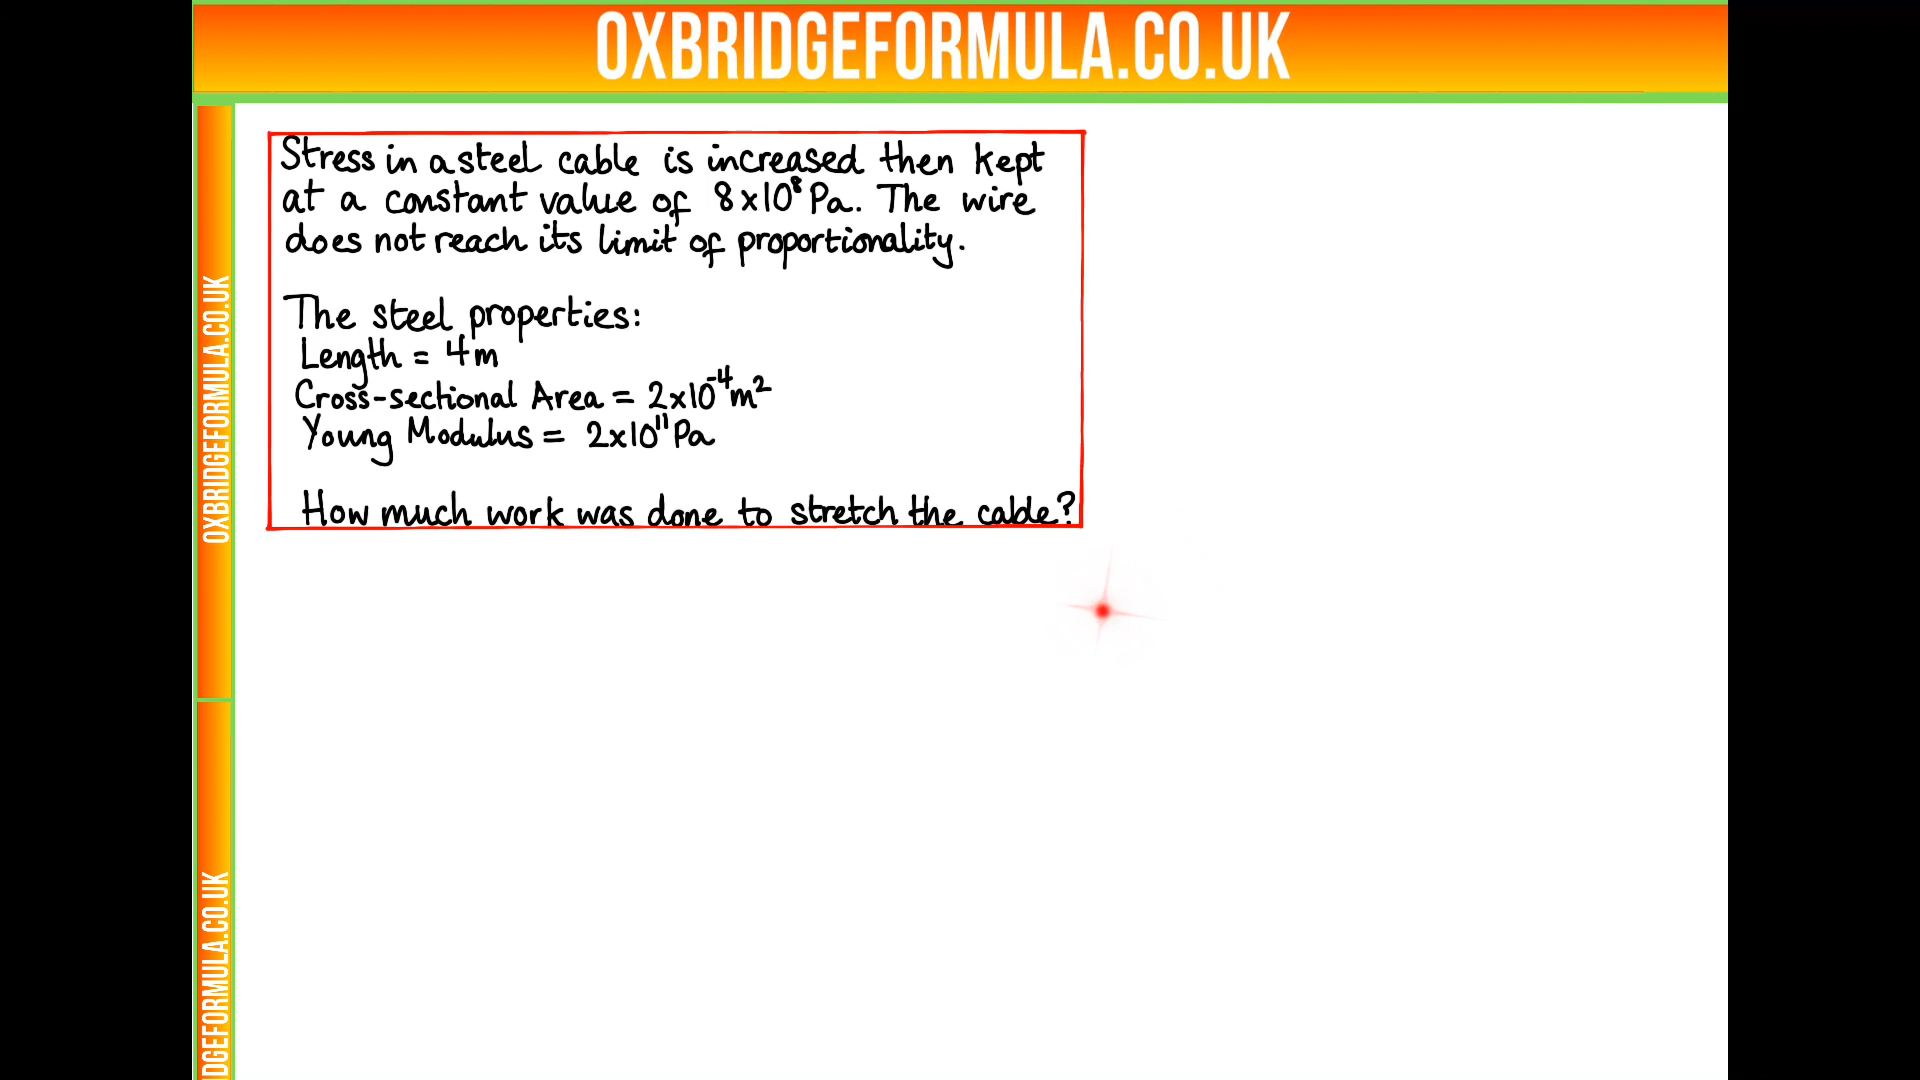 OXBRIDGEFORMULA.CO.UK
Stress in a steel cable is increased then kept
at a constant value of 8x10⁸ Pa. The wire
does not reach its limit of proportionality.
The steel properties:
Length = 4m
Cross-sectional Area = 2x10⁻⁴m²
Young Modulus = 2x10¹¹Pa
How much work was done to stretch the cable?
OXBRIDGEFORMULA.CO.UK
DGEFORMULA.CO.UK